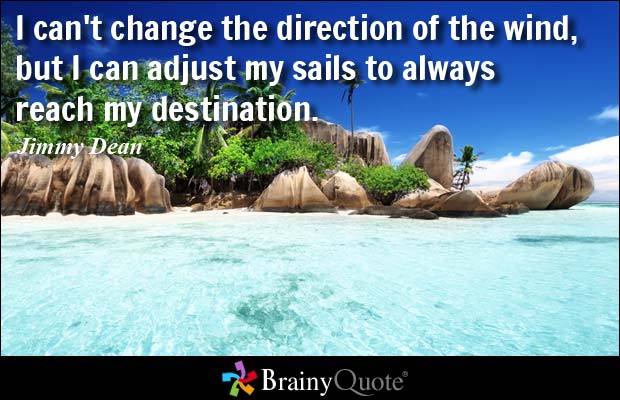 I can't change the direction of the wind,
but I can adjust my sails to always
reach my destination.
Jimmy Dean
BrainyQuote®